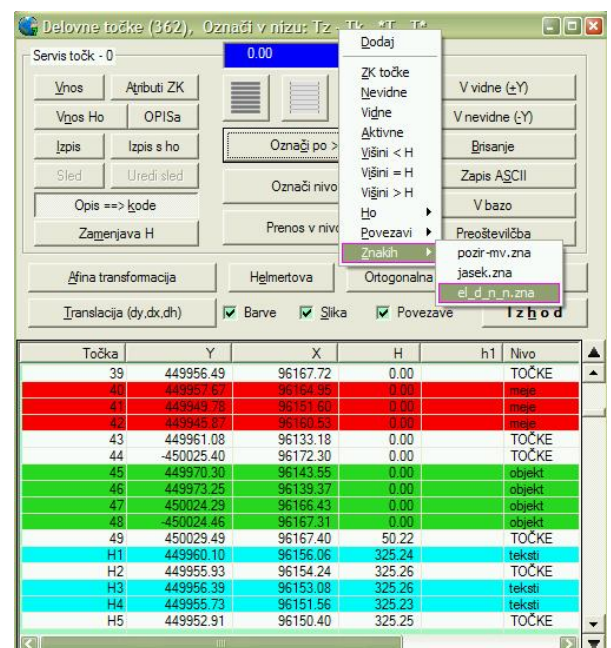 Delovne točke (362), Označi v nizu: Tz - Tk, *T, T*
Servis točk - 0
0.00
Dodaj
Vnos Atributi ZK ZK točke V vidne (+Y)
Nevidne
Vnos Ho OPISa Vidne V nevidne (-Y)
Aktivne
Izpis Izpis s ho Označi po > Višini < H Brisanje
Sled Uredi sled Označi nivo Višini = H Zapis ASCII
Višini > H
Opis ==> kode Ho V bazo
Zamenjava H Prenos v nivo Povezavi Preoštevilčba
Znakih pozir-mv.zna
Afina transformacija Helmertova Ortogonalna jasek.zna
el_d_n_n.zna
Translacija (dy,dx,dh) Barve Slika Povezave Izhod
Točka Y X H h1 Nivo
39 449956.49 96167.72 0.00 TOČKE
40 449957.67 96164.95 0.00 meje
41 449949.78 96151.60 0.00 meje
42 449945.87 96160.53 0.00 meje
43 449961.08 96133.18 0.00 TOČKE
44 -450025.40 96172.30 0.00 TOČKE
45 449970.30 96143.55 0.00 objekt
46 449973.25 96139.37 0.00 objekt
47 450024.29 96166.43 0.00 objekt
48 -450024.46 96167.31 0.00 objekt
49 450029.49 96167.40 50.22 TOČKE
H1 449960.10 96156.06 325.24 teksti
H2 449955.93 96154.24 325.26 TOČKE
H3 449956.39 96153.08 325.26 teksti
H4 449955.73 96151.56 325.23 teksti
H5 449952.91 96150.40 325.25 TOČKE